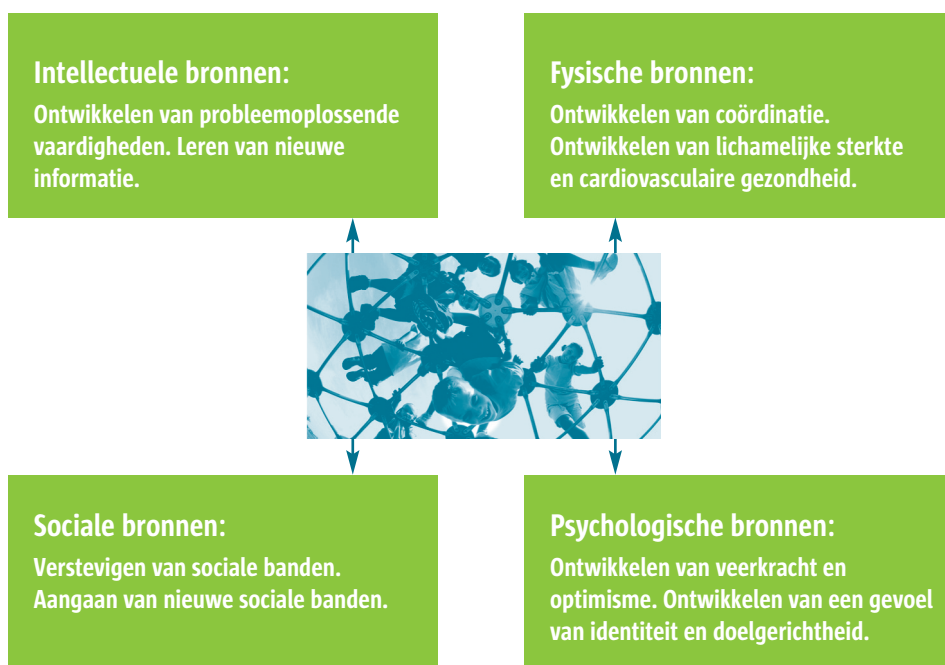 Intellectuele bronnen:
Ontwikkelen van probleemoplossende
vaardigheden. Leren van nieuwe
informatie.
Fysische bronnen:
Ontwikkelen van coördinatie.
Ontwikkelen van lichamelijke sterkte
en cardiovasculaire gezondheid.
Sociale bronnen:
Verstevigen van sociale banden.
Aangaan van nieuwe sociale banden.
Psychologische bronnen:
Ontwikkelen van veerkracht en
optimisme. Ontwikkelen van een gevoel
van identiteit en doelgerichtheid.